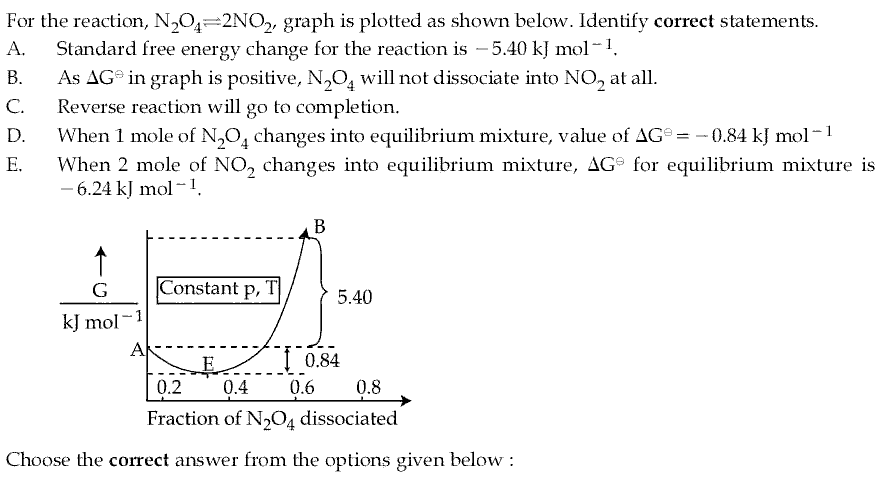 For the reaction, N₂O₄⇌2NO₂, graph is plotted as shown below. Identify correct statements.
A. Standard free energy change for the reaction is −5.40 kJ mol⁻¹.
B. As ΔG⊖ in graph is positive, N₂O₄ will not dissociate into NO₂ at all.
C. Reverse reaction will go to completion.
D. When 1 mole of N₂O₄ changes into equilibrium mixture, value of ΔG⊖ = −0.84 kJ mol⁻¹
E. When 2 mole of NO₂ changes into equilibrium mixture, ΔG⊖ for equilibrium mixture is
−6.24 kJ mol⁻¹.
B
Constant p, T
G
kJ mol⁻¹
5.40
A
E
0.84
0.2 0.4 0.6 0.8
Fraction of N₂O₄ dissociated
Choose the correct answer from the options given below :